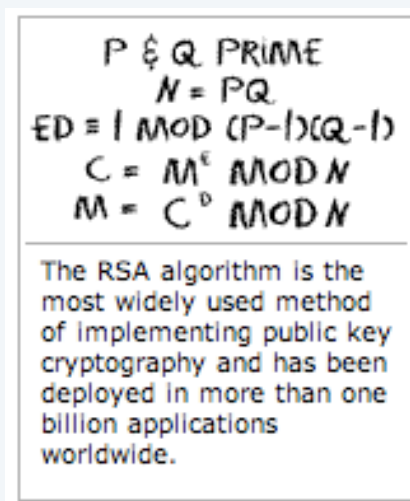 P & Q PRIME
N = PQ
ED ≡ 1 MOD (P-1)(Q-1)
C = M^E MOD N
M = C^D MOD N
The RSA algorithm is the
most widely used method
of implementing public key
cryptography and has been
deployed in more than one
billion applications
worldwide.